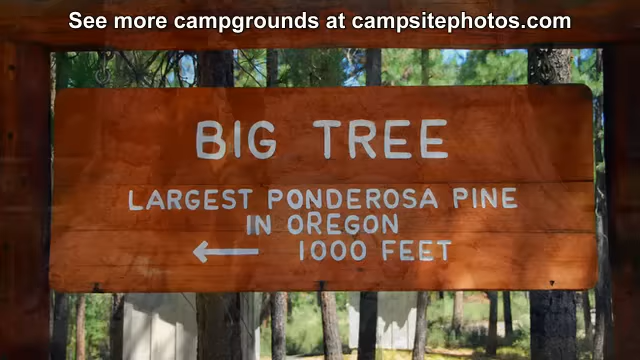 See more campgrounds at campsitephotos.com
BIG TREE
LARGEST PONDEROSA PINE
IN OREGON
← 1000 FEET